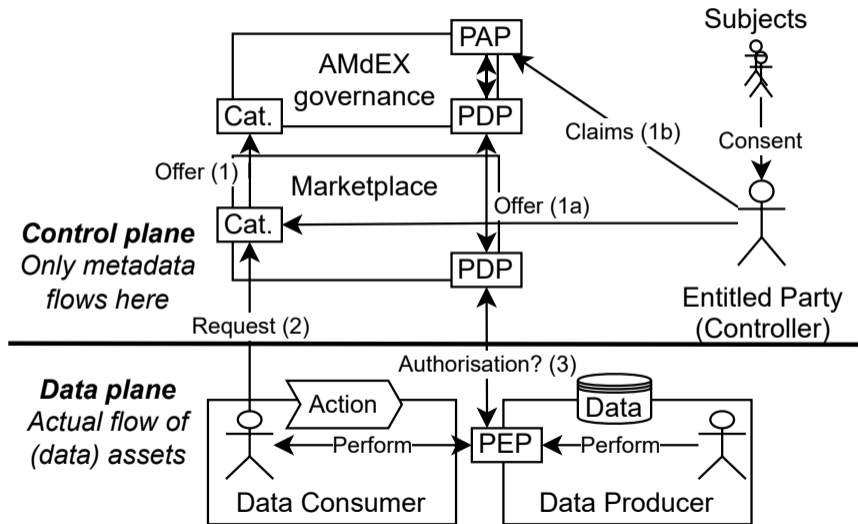 Subjects
PAP
AMdEX
governance
Cat.
PDP
Claims (1b)
Consent
Offer (1)
Marketplace
Offer (1a)
Cat.
Control plane
Only metadata
flows here
PDP
Entitled Party
(Controller)
Request (2)
Authorisation? (3)
Data plane
Actual flow of
(data) assets
Action
Data
Perform
PEP
Perform
Data Consumer
Data Producer